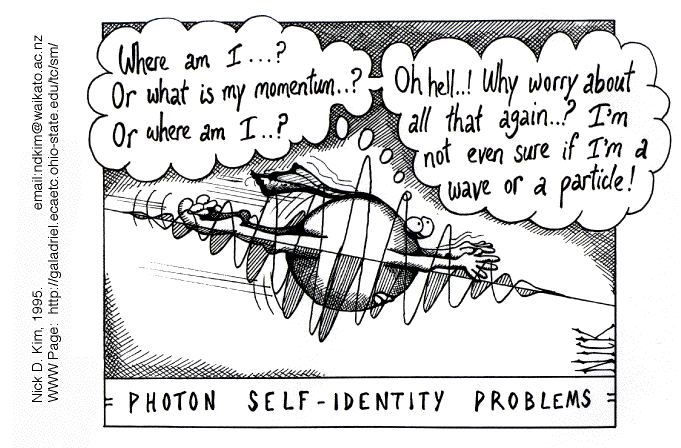 Where am I...?
Or what is my momentum..?
Or where am I..?
Oh hell..! Why worry about
all that again..? I'm
not even sure if I'm a
wave or a particle!
NICK
= PHOTON SELF-IDENTITY PROBLEMS =
Nick D. Kim, 1995. email:ndkim@waikato.ac.nz
WWW Page: http://galadriel.ecaetc.ohio-state.edu/tc/sm/